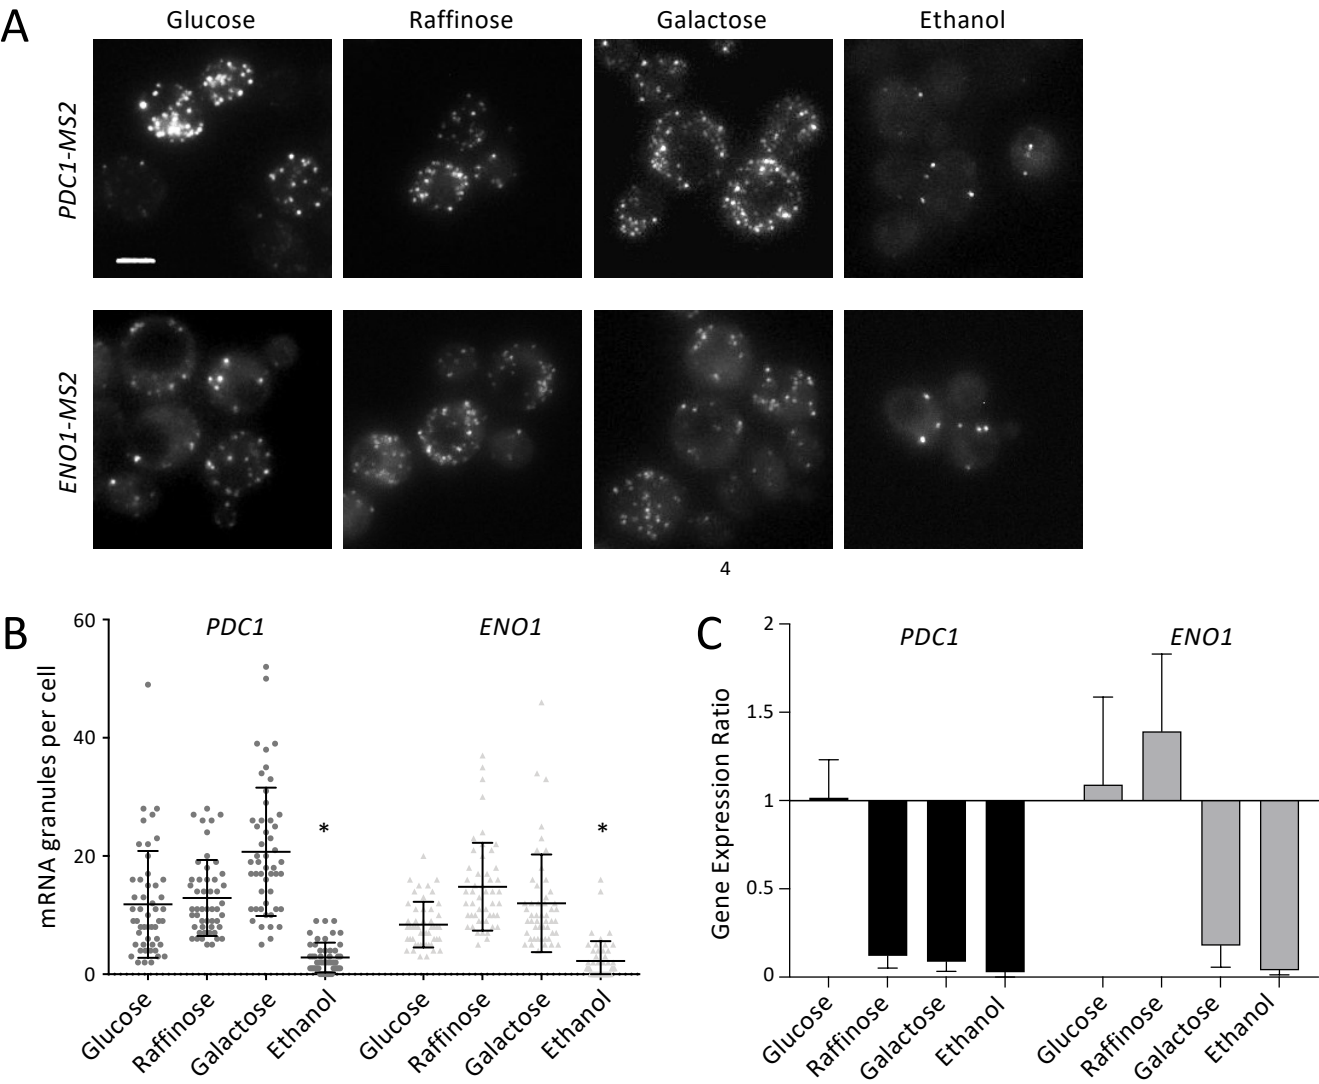 A
Glucose Raffinose Galactose Ethanol
PDC1-MS2
ENO1-MS2
4
B
mRNA granules per cell
60
40
20
0
PDC1 ENO1
*
*
Glucose Raffinose Galactose Ethanol Glucose Raffinose Galactose Ethanol
C
Gene Expression Ratio
2
1.5
1
0.5
0
PDC1 ENO1
Glucose Raffinose Galactose Ethanol Glucose Raffinose Galactose Ethanol